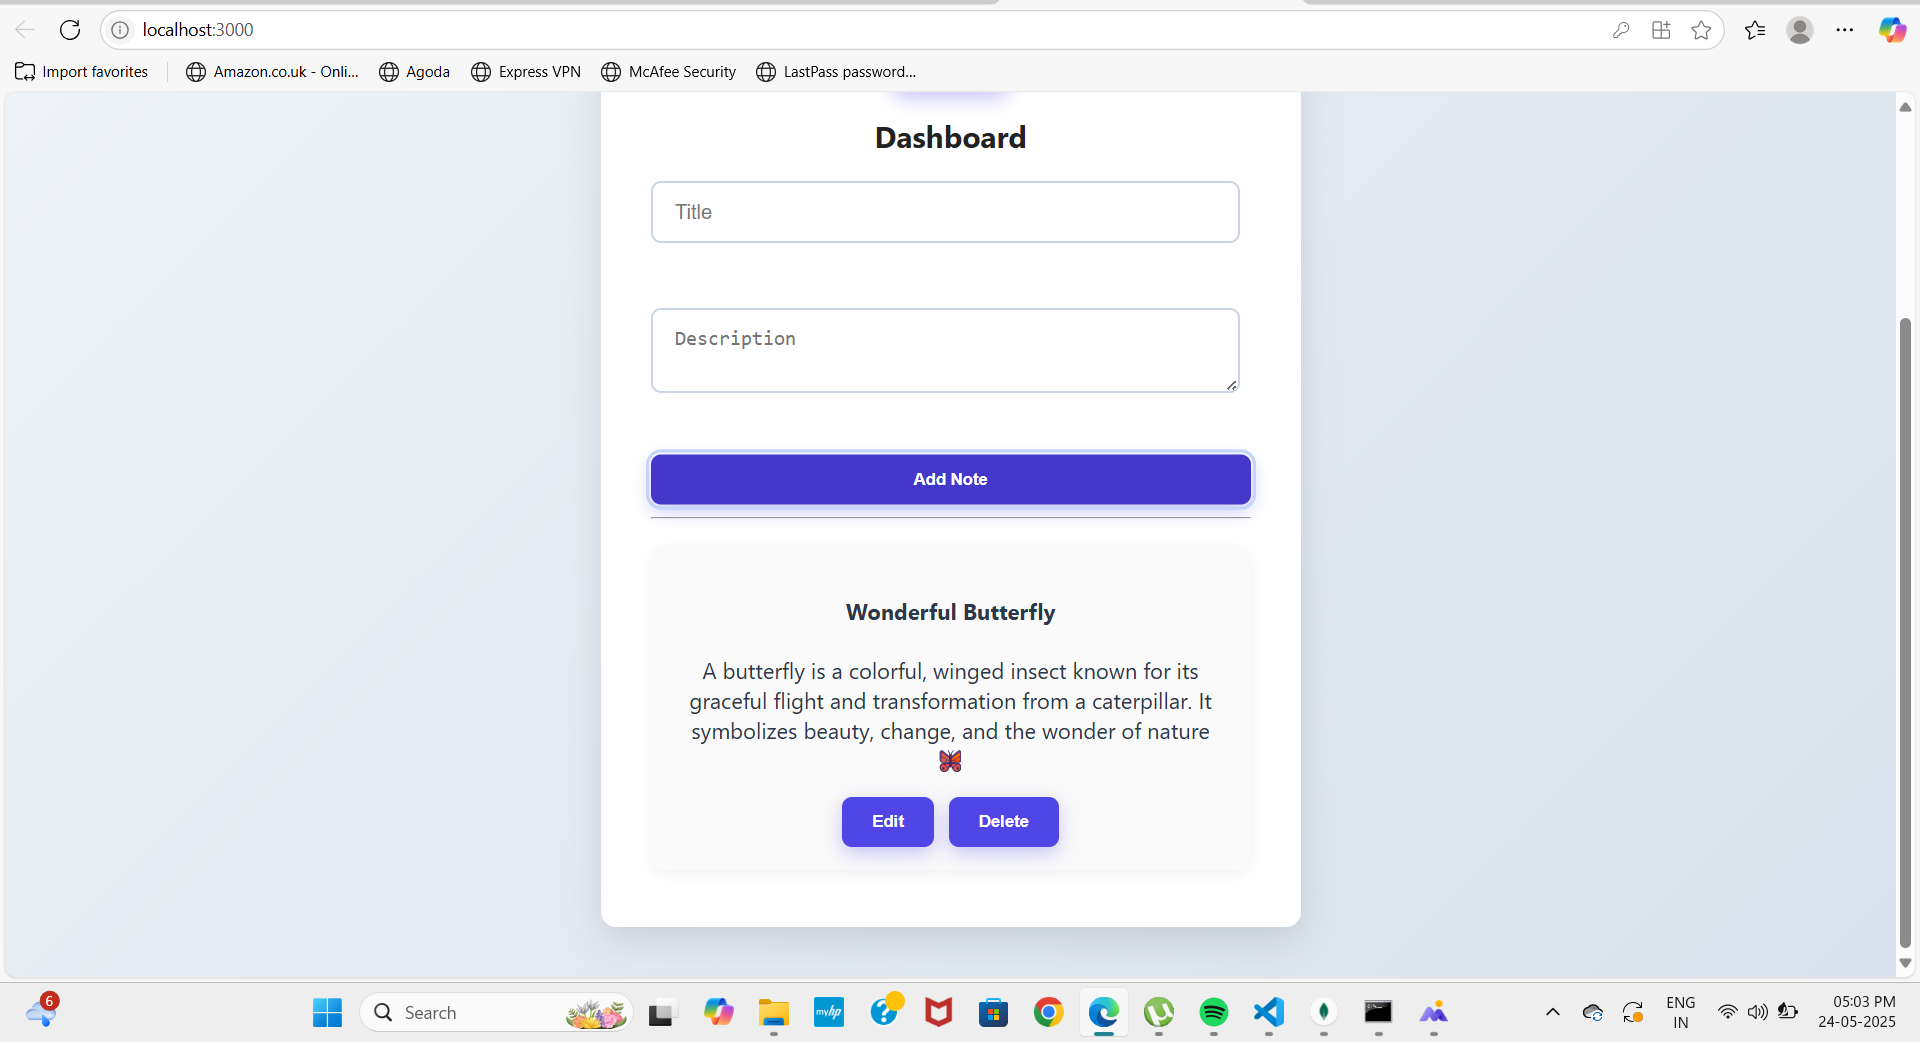 localhost:3000
Import favorites
Amazon.co.uk - Onli...
Agoda
Express VPN
McAfee Security
LastPass password...
Dashboard
Title
Description
Add Note
Wonderful Butterfly
A butterfly is a colorful, winged insect known for its
graceful flight and transformation from a caterpillar. It
symbolizes beauty, change, and the wonder of nature
🦋
Edit
Delete
6
Search
myhp
?
ENG
IN
05:03 PM
24-05-2025